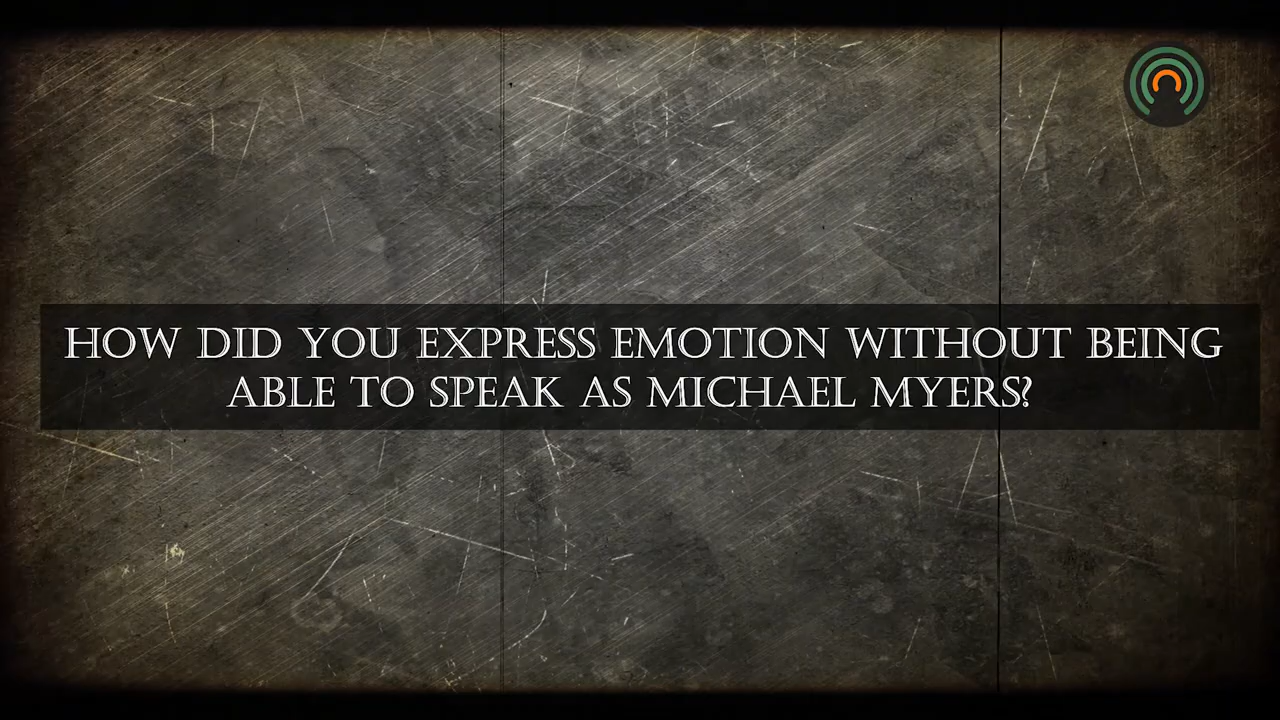 HOW DID YOU EXPRESS EMOTION WITHOUT BEING
ABLE TO SPEAK AS MICHAEL MYERS?